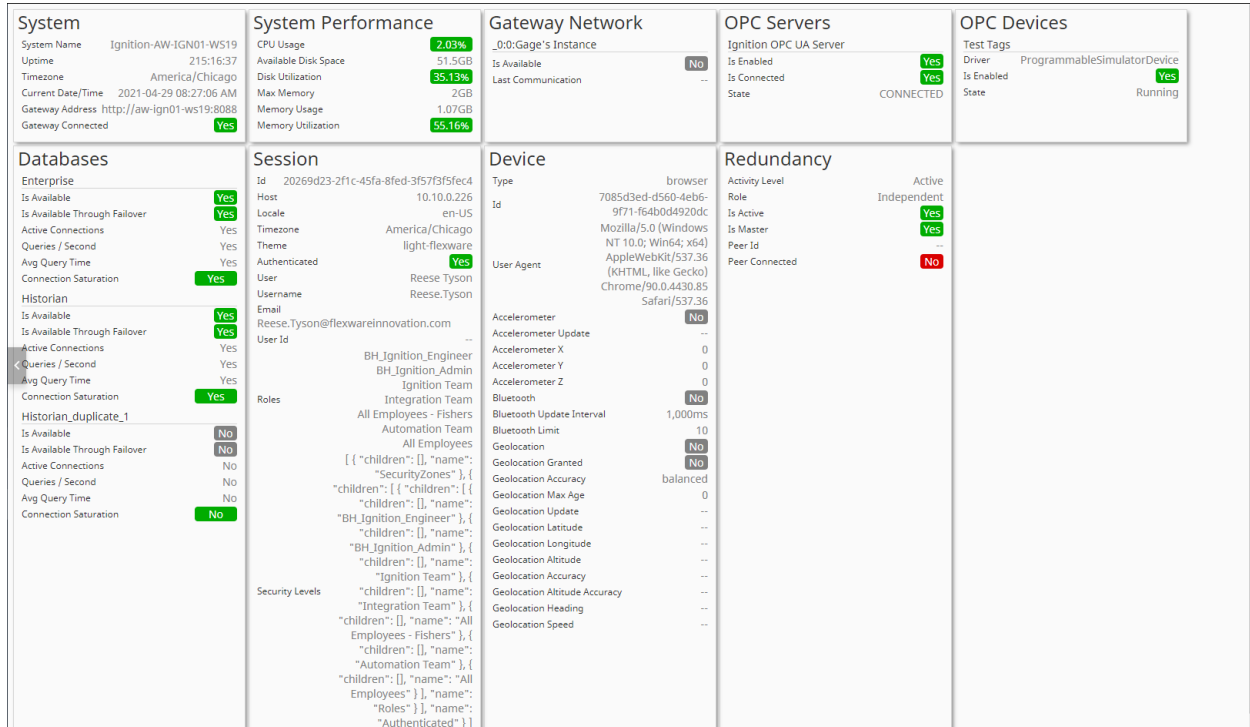 System
System Name Ignition-AW-IGN01-WS19
Uptime 215:16:37
Timezone America/Chicago
Current Date/Time 2021-04-29 08:27:06 AM
Gateway Address http://aw-ign01-ws19:8088
Gateway Connected Yes
System Performance
CPU Usage 2.03%
Available Disk Space 51.5GB
Disk Utilization 35.13%
Max Memory 2GB
Memory Usage 1.07GB
Memory Utilization 55.16%
Gateway Network
_0:0:Gage's Instance
Is Available No
Last Communication --
OPC Servers
Ignition OPC UA Server
Is Enabled Yes
Is Connected Yes
State CONNECTED
OPC Devices
Test Tags
Driver ProgrammableSimulatorDevice
Is Enabled Yes
State Running
Databases
Enterprise
Is Available Yes
Is Available Through Failover Yes
Active Connections Yes
Queries / Second Yes
Avg Query Time Yes
Connection Saturation Yes
Historian
Is Available Yes
Is Available Through Failover Yes
Active Connections Yes
Queries / Second Yes
Avg Query Time Yes
Connection Saturation Yes
Historian_duplicate_1
Is Available No
Is Available Through Failover No
Active Connections No
Queries / Second No
Avg Query Time No
Connection Saturation No
Session
Id 20269d23-2f1c-45fa-8fed-3f57f3f5fec4
Host 10.10.0.226
Locale en-US
Timezone America/Chicago
Theme light-flexware
Authenticated Yes
User Reese Tyson
Username Reese.Tyson
Email
Reese.Tyson@flexwareinnovation.com
User Id --
BH_Ignition_Engineer
BH_Ignition_Admin
Ignition Team
Roles Integration Team
All Employees - Fishers
Automation Team
All Employees
[ { "children": [], "name":
"SecurityZones" }, {
"children": [ { "children": [ {
"children": [], "name":
"BH_Ignition_Engineer" }, {
"children": [], "name":
"BH_Ignition_Admin" }, {
"children": [], "name":
"Ignition Team" }, {
Security Levels "children": [], "name":
"Integration Team" }, {
"children": [], "name": "All
Employees - Fishers" }, {
"children": [], "name":
"Automation Team" }, {
"children": [], "name": "All
Employees" } ], "name":
"Roles" } ], "name":
"Authenticated" } ]
Device
Type browser
Id 7085d3ed-d560-4eb6-
9f71-f64b0d4920dc
Mozilla/5.0 (Windows
NT 10.0; Win64; x64)
User Agent AppleWebKit/537.36
(KHTML, like Gecko)
Chrome/90.0.4430.85
Safari/537.36
Accelerometer No
Accelerometer Update --
Accelerometer X 0
Accelerometer Y 0
Accelerometer Z 0
Bluetooth No
Bluetooth Update Interval 1,000ms
Bluetooth Limit 10
Geolocation No
Geolocation Granted No
Geolocation Accuracy balanced
Geolocation Max Age 0
Geolocation Update --
Geolocation Latitude --
Geolocation Longitude --
Geolocation Altitude --
Geolocation Accuracy --
Geolocation Altitude Accuracy --
Geolocation Heading --
Geolocation Speed --
Redundancy
Activity Level Active
Role Independent
Is Active Yes
Is Master Yes
Peer Id --
Peer Connected No